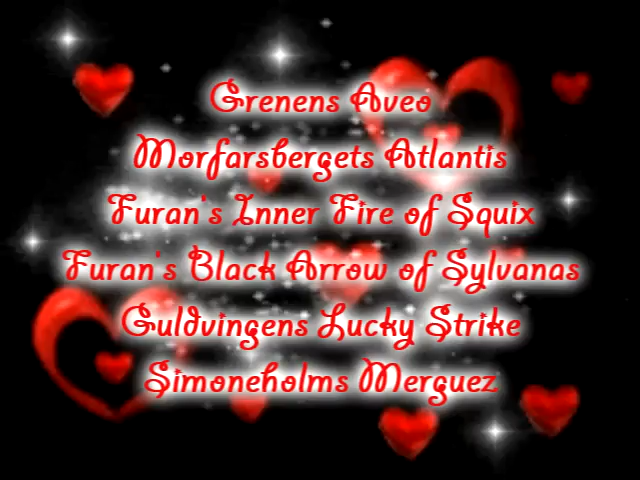 Grenens Aveo
Morfarsbergets Atlantis
Furan's Inner Fire of Squix
Furan's Black Arrow of Sylvanas
Guldvingens Lucky Strike
Simoneholms Merguez